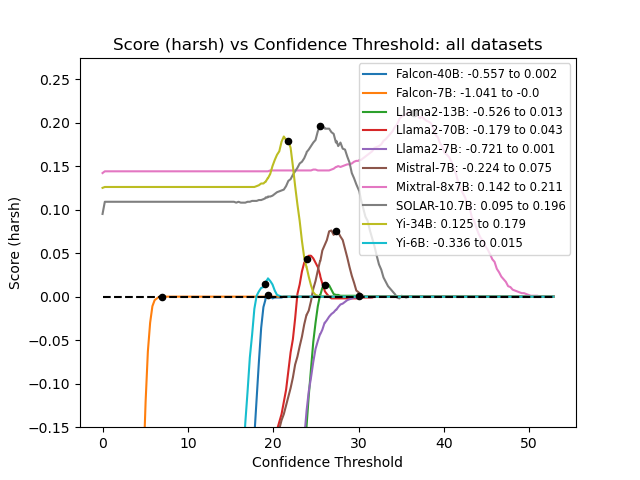 Score (harsh) vs Confidence Threshold: all datasets
Score (harsh)
0.25
0.20
0.15
0.10
0.05
0.00
−0.05
−0.10
−0.15
Falcon-40B: -0.557 to 0.002
Falcon-7B: -1.041 to -0.0
Llama2-13B: -0.526 to 0.013
Llama2-70B: -0.179 to 0.043
Llama2-7B: -0.721 to 0.001
Mistral-7B: -0.224 to 0.075
Mixtral-8x7B: 0.142 to 0.211
SOLAR-10.7B: 0.095 to 0.196
Yi-34B: 0.125 to 0.179
Yi-6B: -0.336 to 0.015
0 10 20 30 40 50
Confidence Threshold